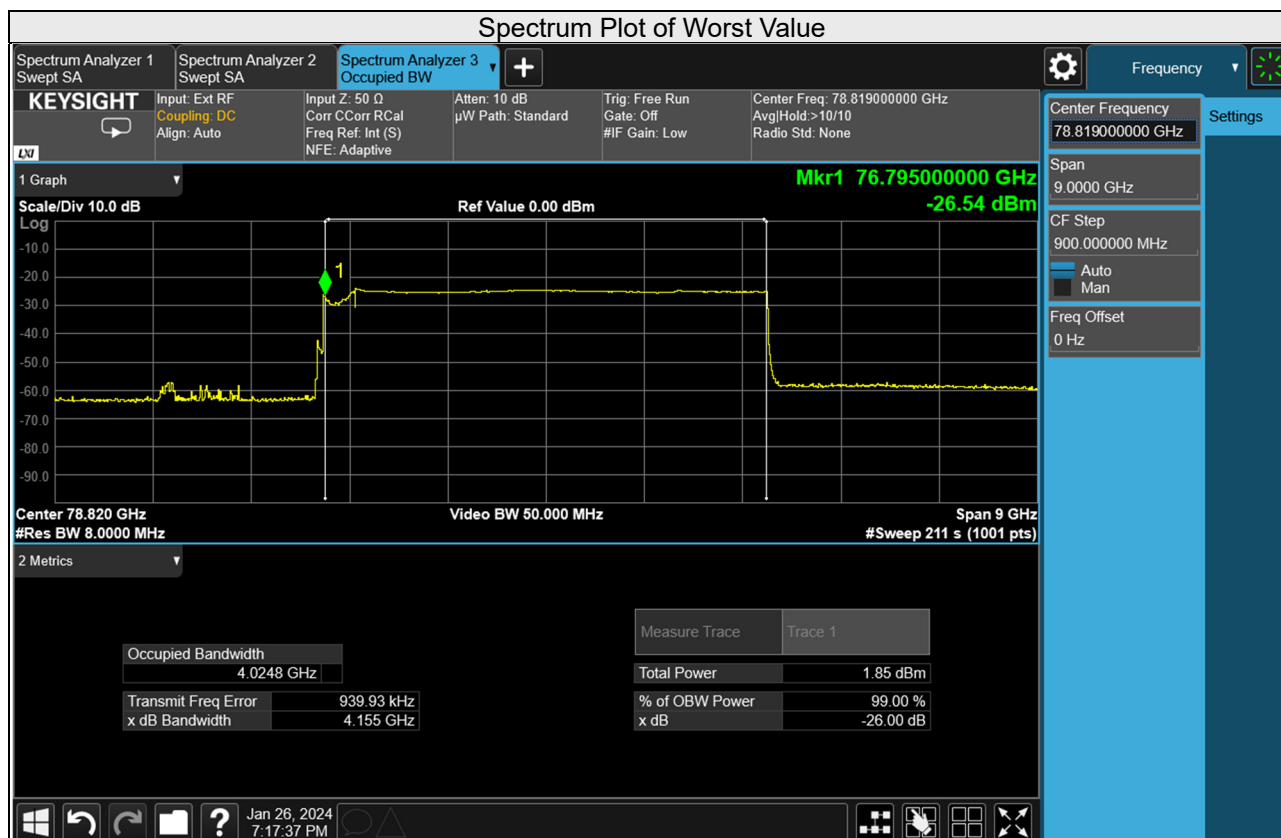 Spectrum Plot of Worst Value
Spectrum Analyzer 1
Swept SA
Spectrum Analyzer 2
Swept SA
Spectrum Analyzer 3
Occupied BW
Frequency
KEYSIGHT
LXI
Input: Ext RF
Coupling: DC
Align: Auto
Input Z: 50 Ω
Corr CCorr RCal
Freq Ref: Int (S)
NFE: Adaptive
Atten: 10 dB
µW Path: Standard
Trig: Free Run
Gate: Off
#IF Gain: Low
Center Freq: 78.819000000 GHz
Avg|Hold:>10/10
Radio Std: None
Center Frequency
78.819000000 GHz
Settings
Span
9.0000 GHz
CF Step
900.000000 MHz
Auto
Man
Freq Offset
0 Hz
1 Graph
Mkr1 76.795000000 GHz
-26.54 dBm
Scale/Div 10.0 dB
Ref Value 0.00 dBm
Log
-10.0
-20.0
-30.0
-40.0
-50.0
-60.0
-70.0
-80.0
-90.0
1
Center 78.820 GHz
Video BW 50.000 MHz
Span 9 GHz
#Res BW 8.0000 MHz
#Sweep 211 s (1001 pts)
2 Metrics
Measure Trace
Trace 1
Occupied Bandwidth
4.0248 GHz
Total Power
1.85 dBm
Transmit Freq Error
939.93 kHz
% of OBW Power
99.00 %
x dB Bandwidth
4.155 GHz
x dB
-26.00 dB
?
Jan 26, 2024
7:17:37 PM